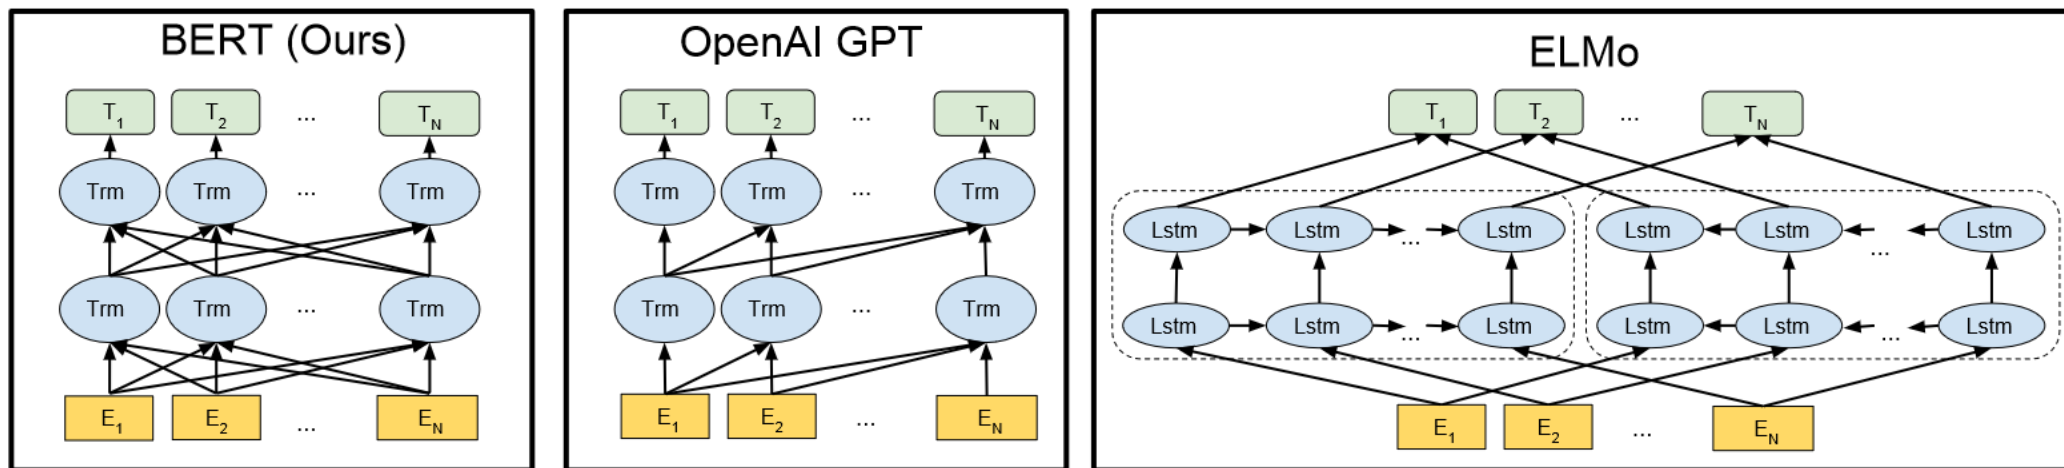 BERT (Ours)
T1 T2 ... TN
Trm Trm ... Trm
Trm Trm ... Trm
E1 E2 ... EN
OpenAI GPT
T1 T2 ... TN
Trm Trm ... Trm
Trm Trm ... Trm
E1 E2 ... EN
ELMo
T1 T2 ... TN
Lstm Lstm ... Lstm Lstm Lstm ... Lstm
Lstm Lstm ... Lstm Lstm Lstm ... Lstm
E1 E2 ... EN